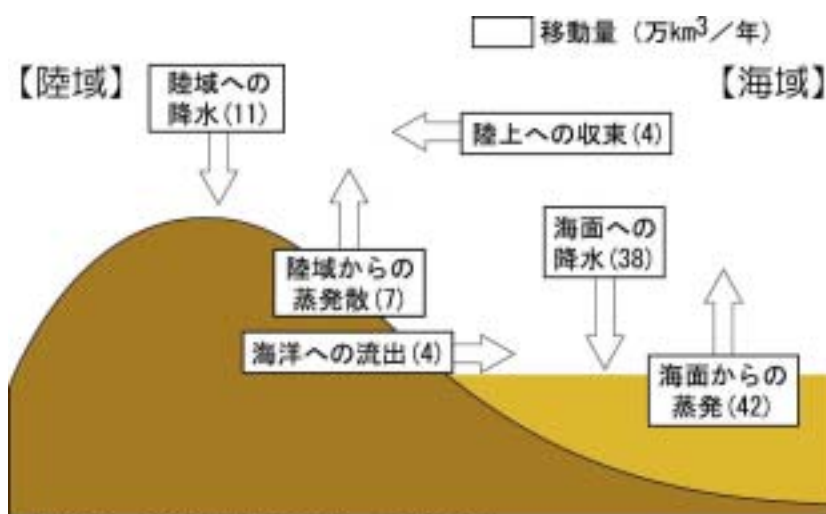 移動量（万km³／年）
【陸域】
【海域】
陸域への
降水(11)
陸上への収束(4)
海面への
降水(38)
陸域からの
蒸発散(7)
海洋への流出(4)
海面からの
蒸発(42)